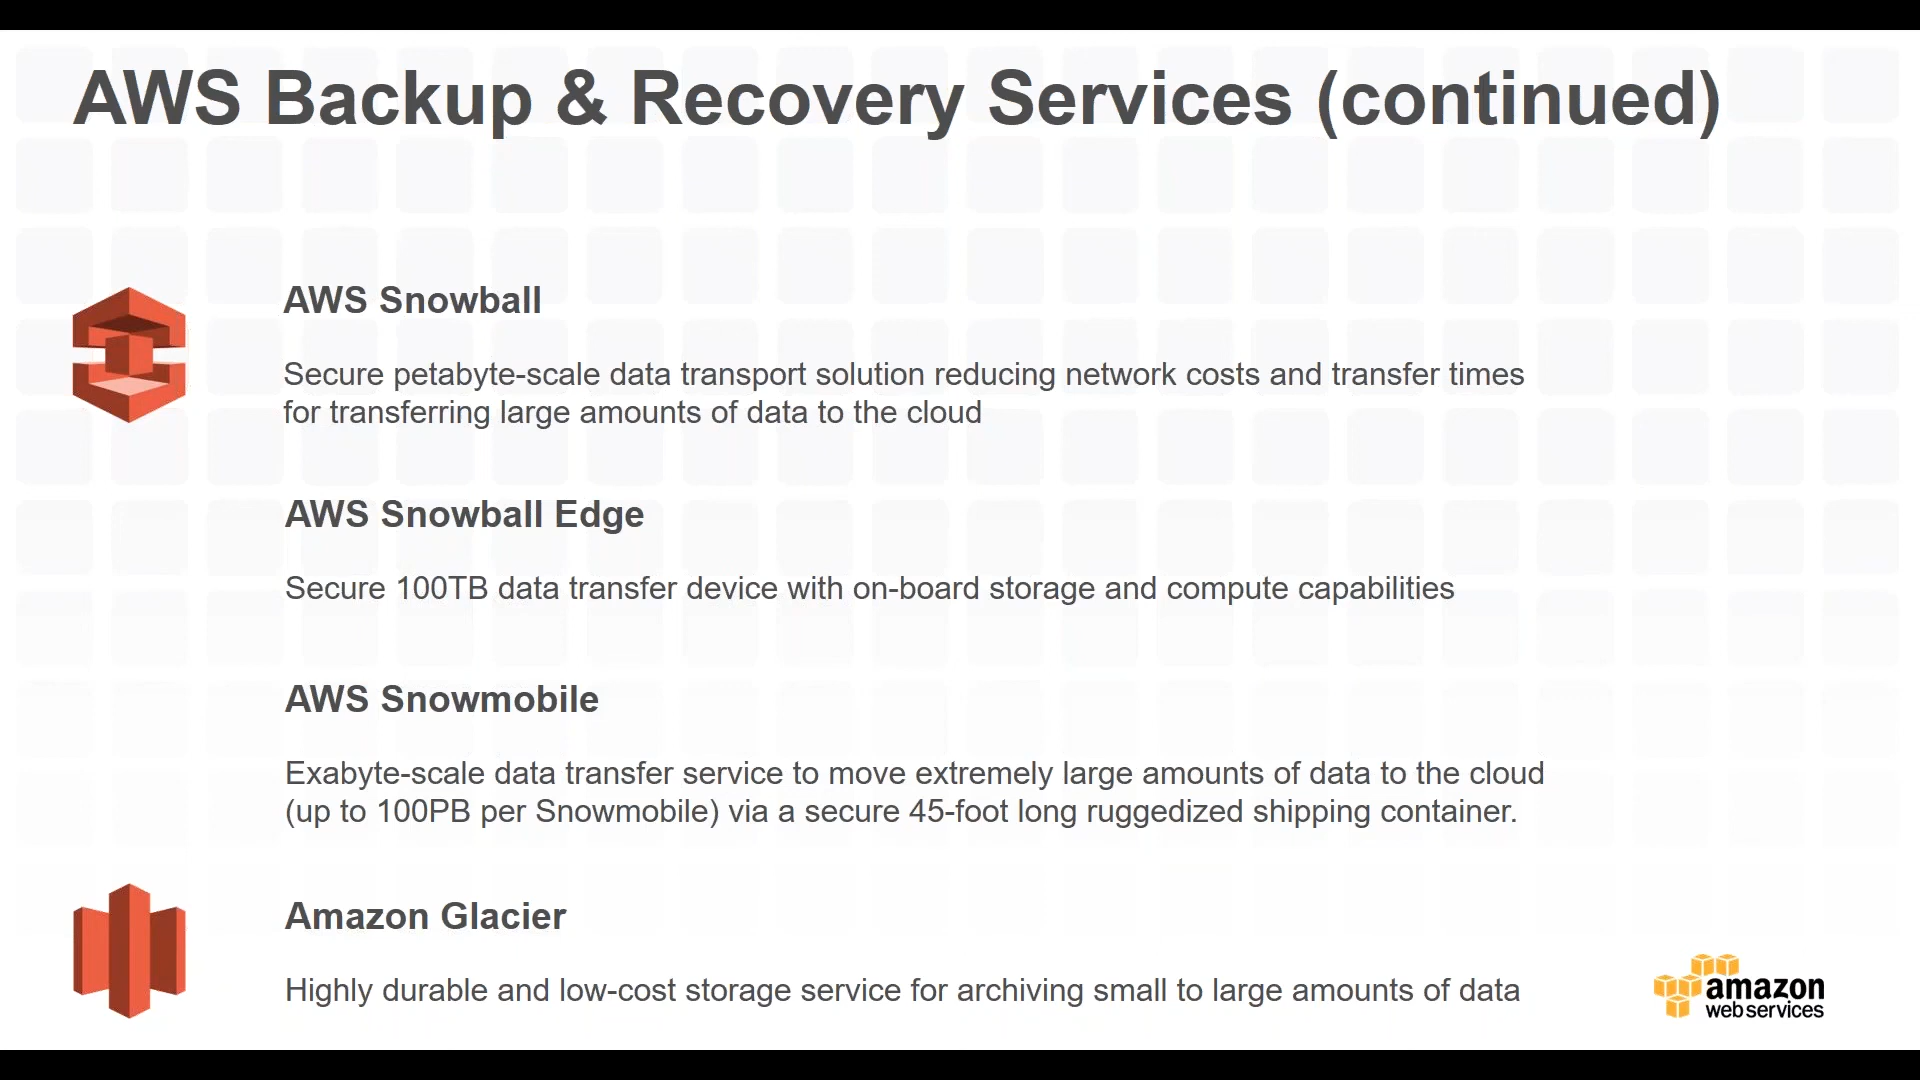 AWS Backup & Recovery Services (continued)
AWS Snowball
Secure petabyte-scale data transport solution reducing network costs and transfer times
for transferring large amounts of data to the cloud
AWS Snowball Edge
Secure 100TB data transfer device with on-board storage and compute capabilities
AWS Snowmobile
Exabyte-scale data transfer service to move extremely large amounts of data to the cloud
(up to 100PB per Snowmobile) via a secure 45-foot long ruggedized shipping container.
Amazon Glacier
Highly durable and low-cost storage service for archiving small to large amounts of data
amazon
web services